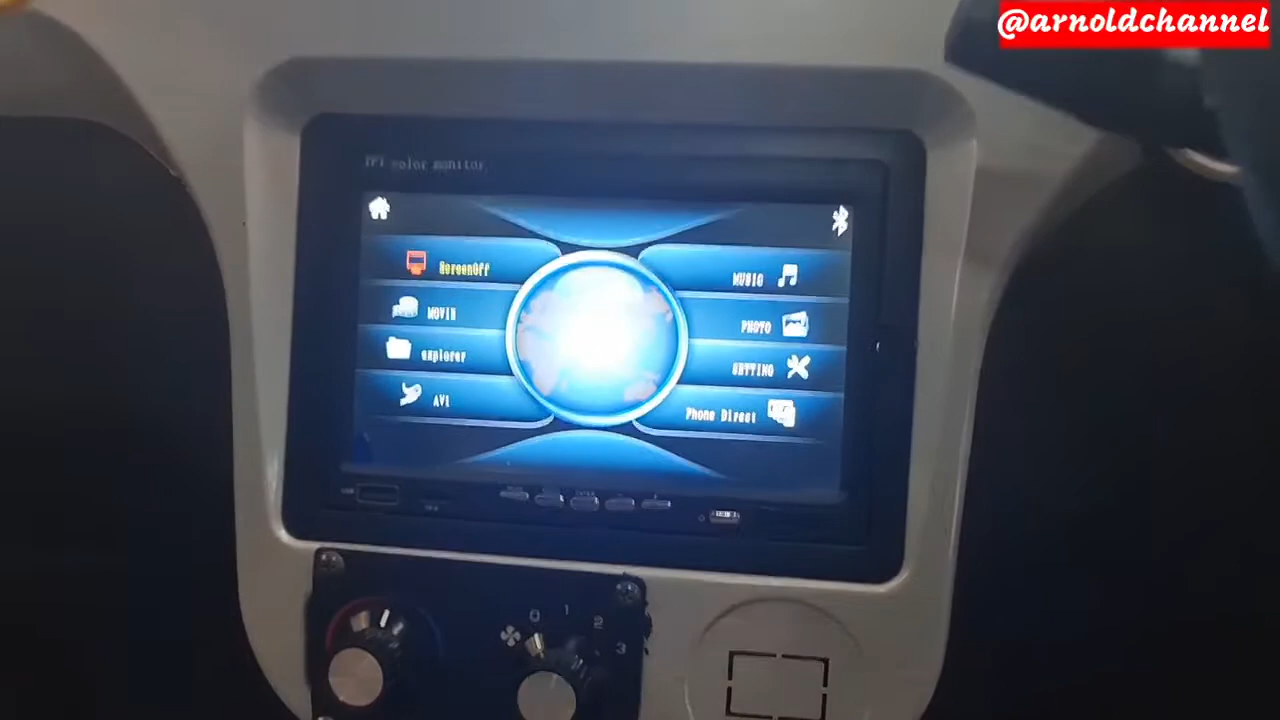 @arnoldchannel
TFT color monitor
ScreenOff
MUSIC
MOVIE
PHOTO
explorer
SETTING
AVI
Phone Direct
0
1
2
3